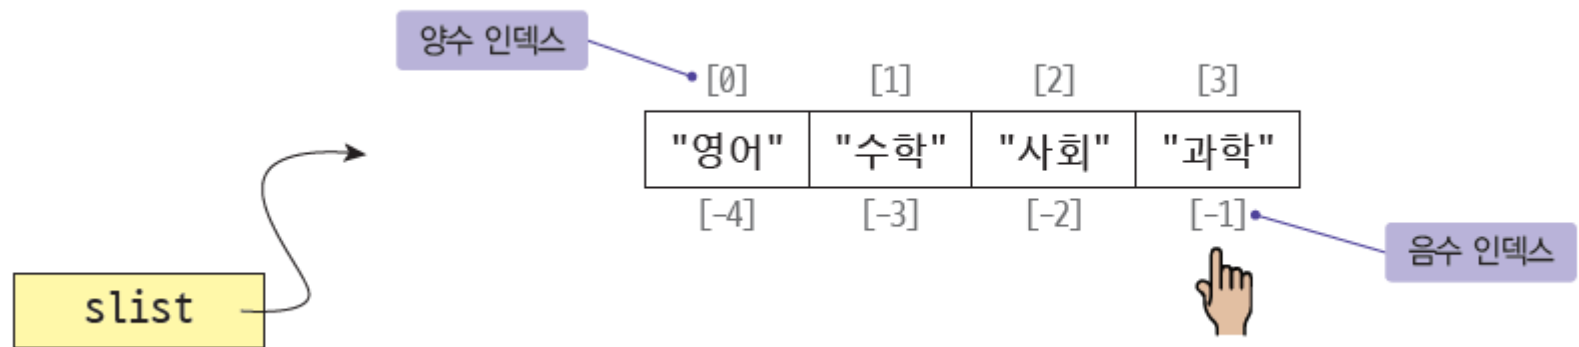 양수 인덱스
[0] [1] [2] [3]
"영어" "수학" "사회" "과학"
[-4] [-3] [-2] [-1]
음수 인덱스
slist